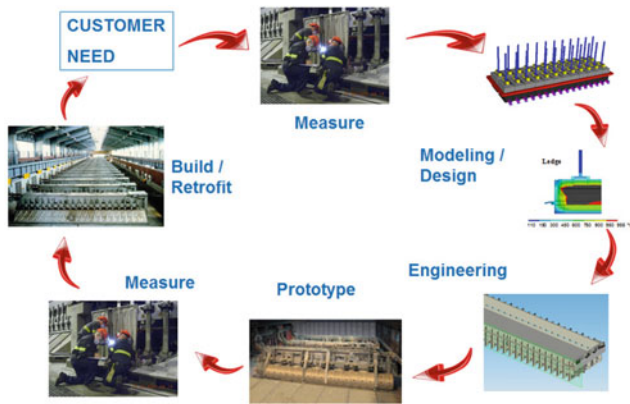 CUSTOMER
NEED
Measure
Modeling /
Design
Ledge
Engineering
Prototype
Measure
Build /
Retrofit